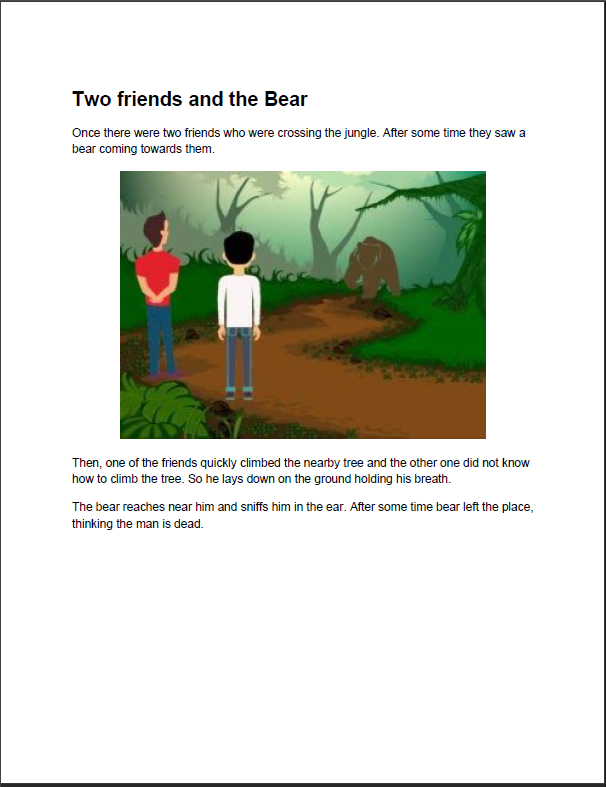 Two friends and the Bear
Once there were two friends who were crossing the jungle. After some time they saw a
bear coming towards them.
Then, one of the friends quickly climbed the nearby tree and the other one did not know
how to climb the tree. So he lays down on the ground holding his breath.
The bear reaches near him and sniffs him in the ear. After some time bear left the place,
thinking the man is dead.